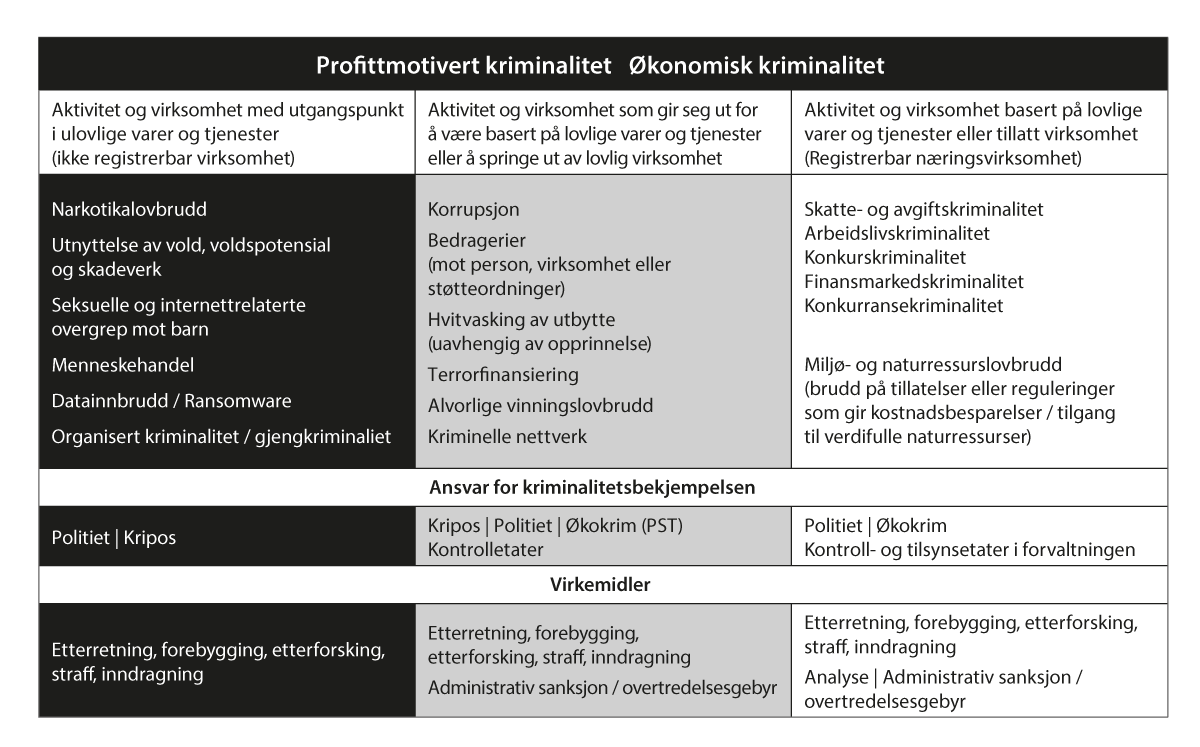 Profittmotivert kriminalitet Økonomisk kriminalitet
Aktivitet og virksomhet med utgangspunkt
i ulovlige varer og tjenester
(ikke registrerbar virksomhet)
Aktivitet og virksomhet som gir seg ut for
å være basert på lovlige varer og tjenester
eller å springe ut av lovlig virksomhet
Aktivitet og virksomhet basert på lovlige
varer og tjenester eller tillatt virksomhet
(Registrerbar næringsvirksomhet)
Narkotikalovbrudd
Utnyttelse av vold, voldspotensial
og skadeverk
Seksuelle og internettrelaterte
overgrep mot barn
Menneskehandel
Datainnbrudd / Ransomware
Organisert kriminalitet / gjengkriminaliet
Korrupsjon
Bedragerier
(mot person, virksomhet eller
støtteordninger)
Hvitvasking av utbytte
(uavhengig av opprinnelse)
Terrorfinansiering
Alvorlige vinningslovbrudd
Kriminelle nettverk
Skatte- og avgiftskriminalitet
Arbeidslivskriminalitet
Konkurskriminalitet
Finansmarkedskriminalitet
Konkurransekriminalitet
Miljø- og naturressurslovbrudd
(brudd på tillatelser eller reguleringer
som gir kostnadsbesparelser / tilgang
til verdifulle naturressurser)
Ansvar for kriminalitetsbekjempelsen
Politiet | Kripos
Kripos | Politiet | Økokrim (PST)
Kontrolletater
Politiet | Økokrim
Kontroll- og tilsynsetater i forvaltningen
Virkemidler
Etterretning, forebygging, etterforsking,
straff, inndragning
Etterretning, forebygging,
etterforsking, straff, inndragning
Administrativ sanksjon / overtredelsesgebyr
Etterretning, forebygging, etterforsking,
straff, inndragning
Analyse | Administrativ sanksjon /
overtredelsesgebyr